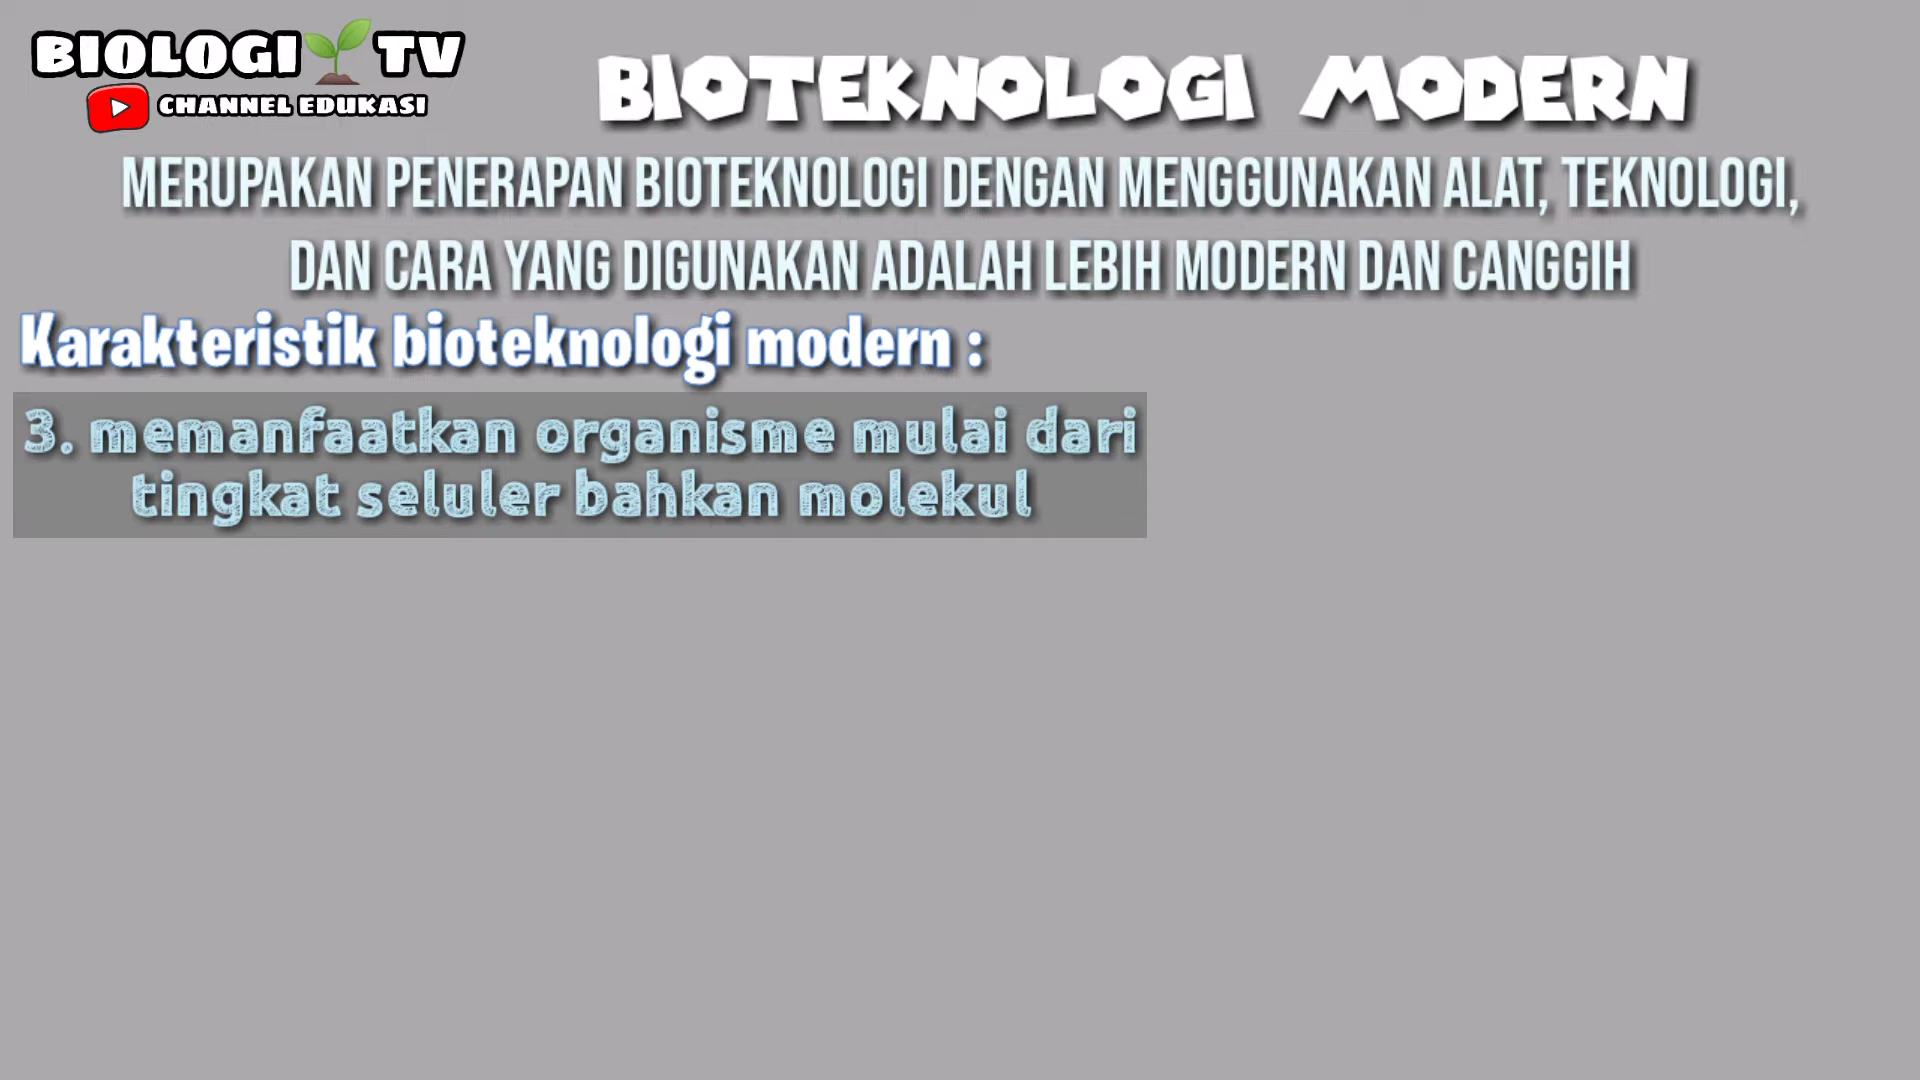 BIOLOGI TV
CHANNEL EDUKASI
BIOTEKNOLOGI MODERN
MERUPAKAN PENERAPAN BIOTEKNOLOGI DENGAN MENGGUNAKAN ALAT, TEKNOLOGI,
DAN CARA YANG DIGUNAKAN ADALAH LEBIH MODERN DAN CANGGIH
Karakteristik bioteknologi modern :
3. memanfaatkan organisme mulai dari
tingkat seluler bahkan molekul